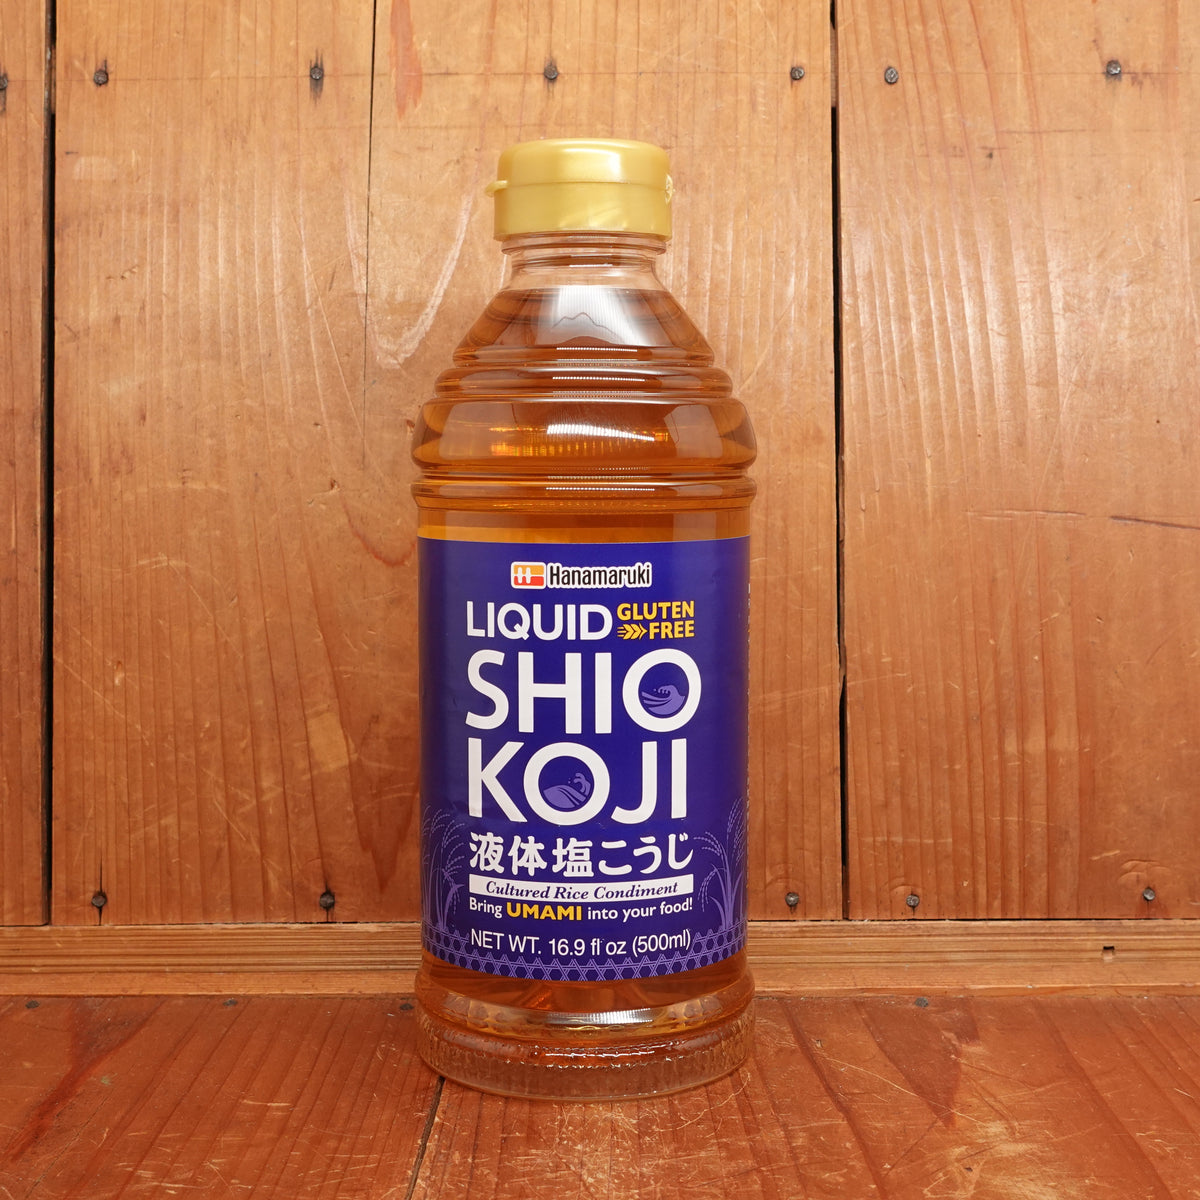 Hanamaruki
LIQUID GLUTEN FREE
SHIO
KOJI
液体塩こうじ
Cultured Rice Condiment
Bring UMAMI into your food!
NET WT. 16.9 fl oz (500ml)